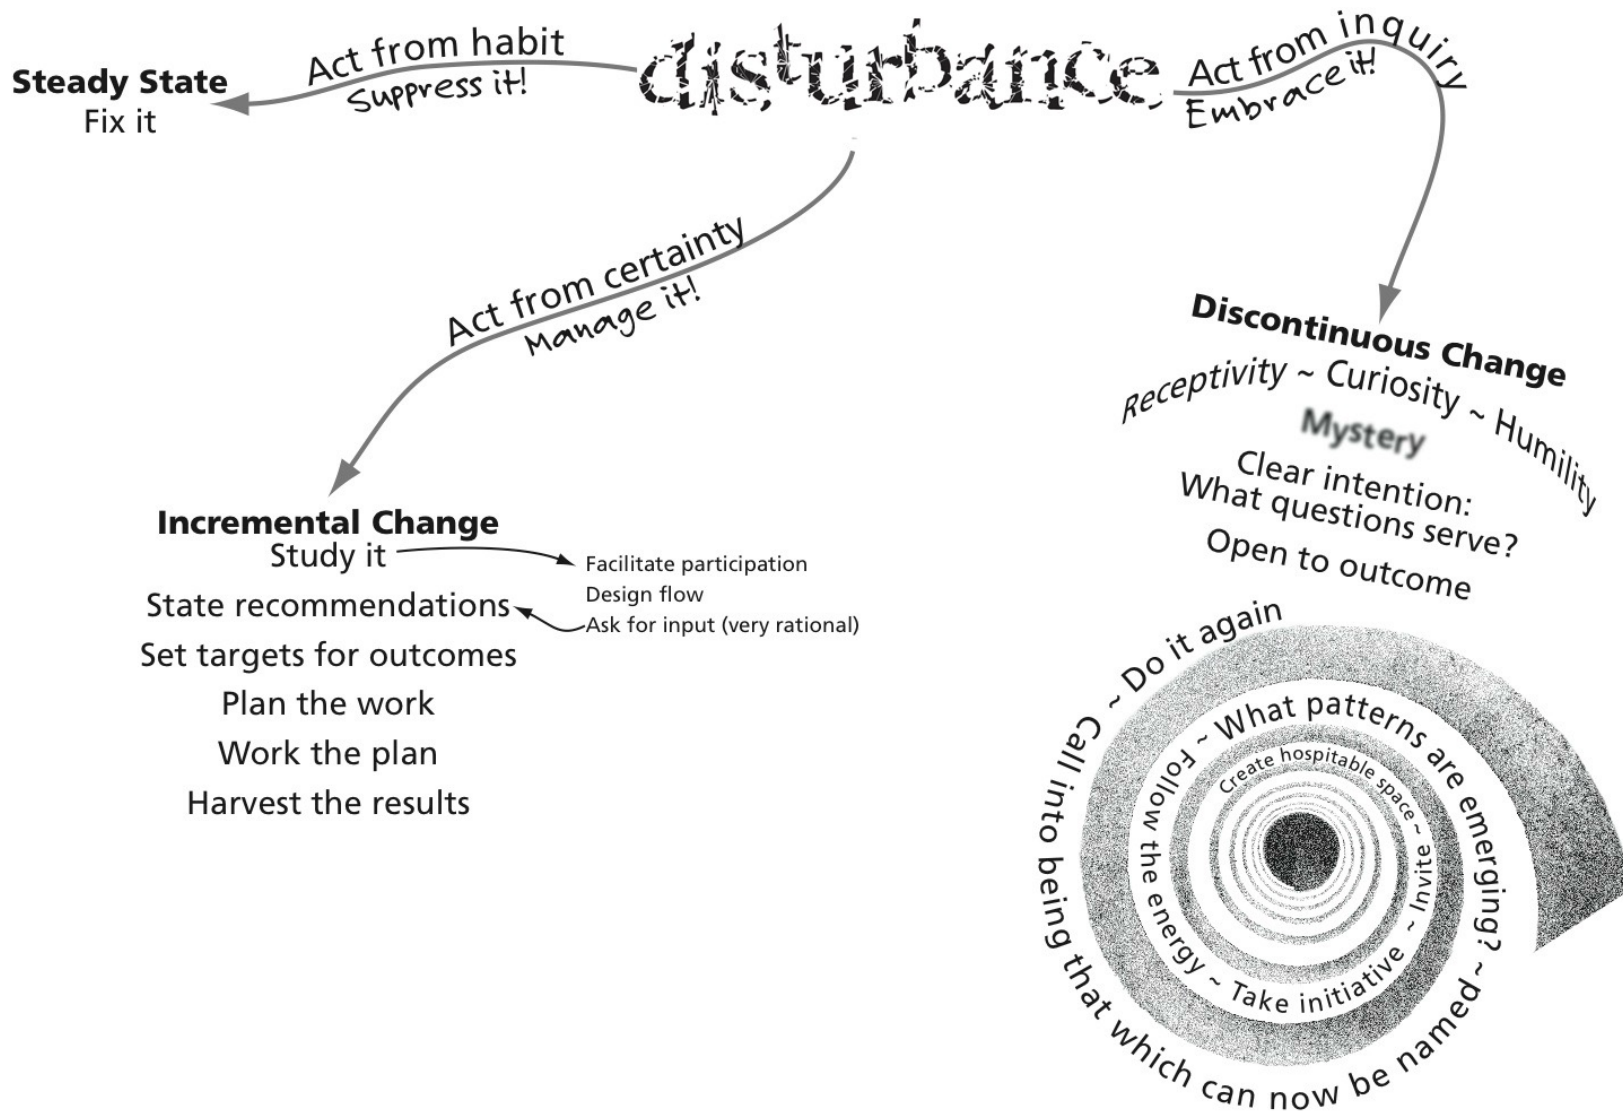 disturbance
Act from habit
Suppress it!
Steady State
Fix it
Act from certainty
Manage it!
Incremental Change
Study it
Facilitate participation
Design flow
Ask for input (very rational)
State recommendations
Set targets for outcomes
Plan the work
Work the plan
Harvest the results
Act from inquiry
Embrace it!
Discontinuous Change
Receptivity ~ Curiosity ~ Humility
Mystery
Clear intention:
What questions serve?
Open to outcome
Create hospitable space ~ Invite ~ Take initiative ~ Follow the energy ~ What patterns are emerging? ~ Call into being that which can now be named ~ Do it again